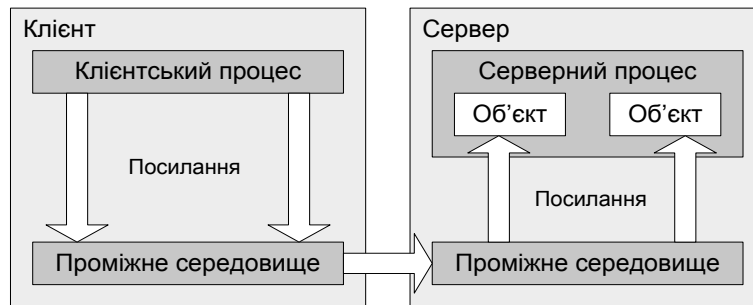 Клієнт
Клієнтський процес
Посилання
Проміжне середовище
Сервер
Серверний процес
Об’єкт
Об’єкт
Посилання
Проміжне середовище